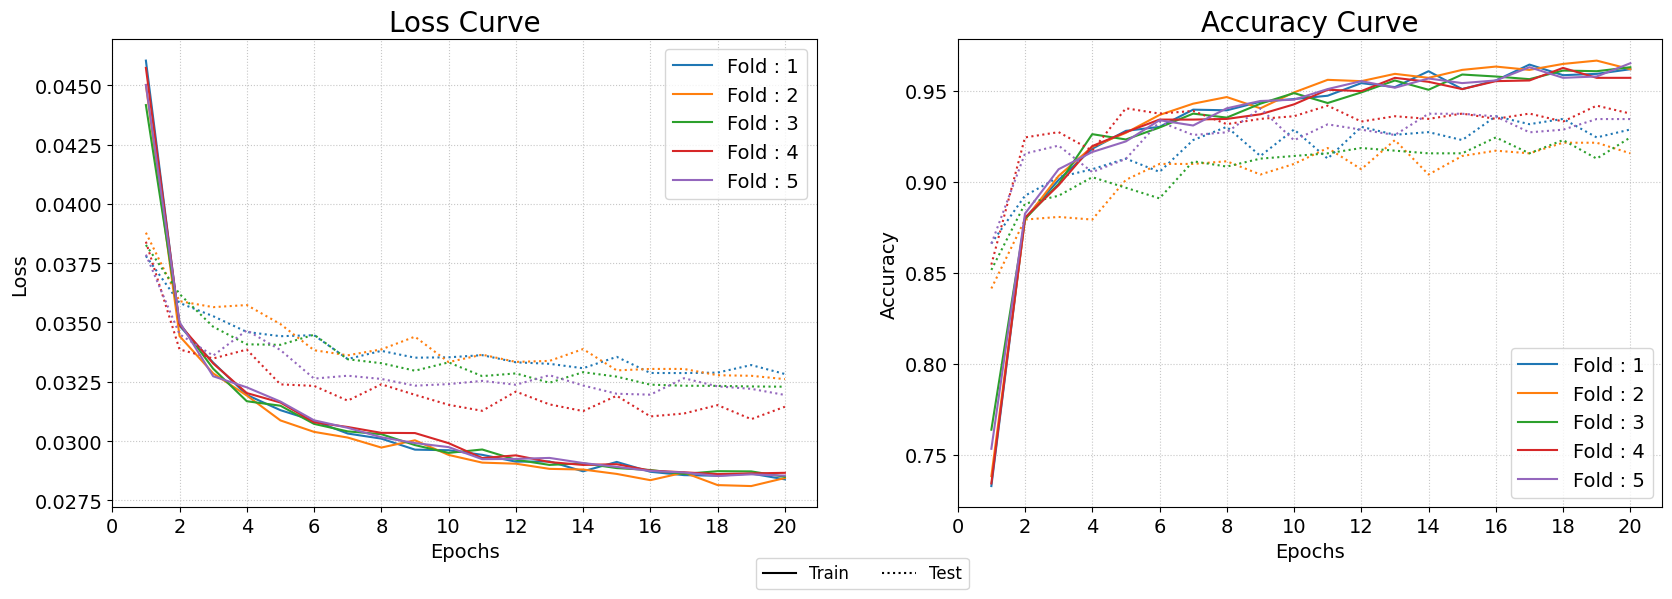 Loss Curve
Loss
0.0450
0.0425
0.0400
0.0375
0.0350
0.0325
0.0300
0.0275
0 2 4 6 8 10 12 14 16 18 20
Epochs
Fold : 1
Fold : 2
Fold : 3
Fold : 4
Fold : 5
Accuracy Curve
Accuracy
0.95
0.90
0.85
0.80
0.75
0 2 4 6 8 10 12 14 16 18 20
Epochs
Fold : 1
Fold : 2
Fold : 3
Fold : 4
Fold : 5
Train Test